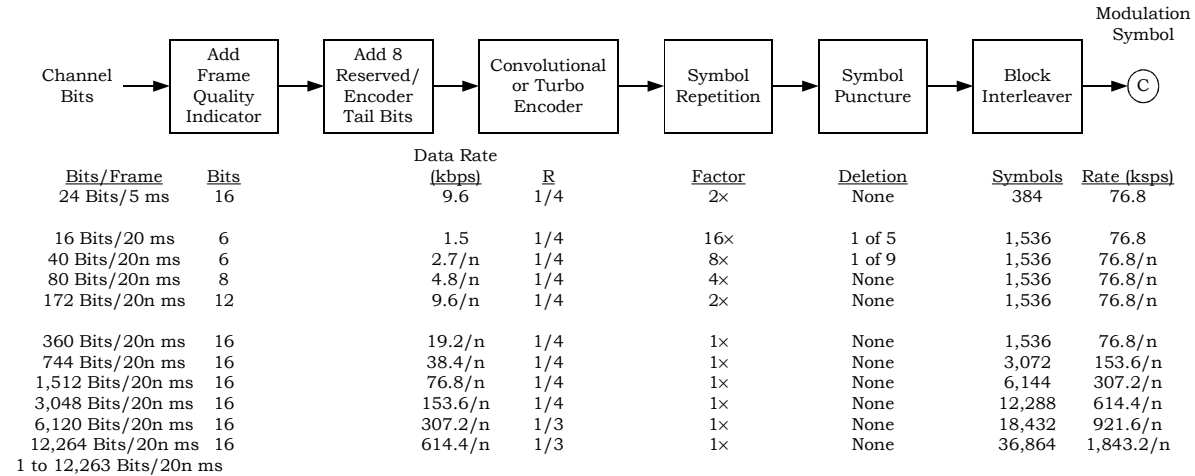 Modulation
Symbol
Channel
Bits
Add
Frame
Quality
Indicator
Add 8
Reserved/
Encoder
Tail Bits
Convolutional
or Turbo
Encoder
Symbol
Repetition
Symbol
Puncture
Block
Interleaver
C
Data Rate
Bits/Frame Bits (kbps) R Factor Deletion Symbols Rate (ksps)
24 Bits/5 ms 16 9.6 1/4 2× None 384 76.8
16 Bits/20 ms 6 1.5 1/4 16× 1 of 5 1,536 76.8
40 Bits/20n ms 6 2.7/n 1/4 8× 1 of 9 1,536 76.8/n
80 Bits/20n ms 8 4.8/n 1/4 4× None 1,536 76.8/n
172 Bits/20n ms 12 9.6/n 1/4 2× None 1,536 76.8/n
360 Bits/20n ms 16 19.2/n 1/4 1× None 1,536 76.8/n
744 Bits/20n ms 16 38.4/n 1/4 1× None 3,072 153.6/n
1,512 Bits/20n ms 16 76.8/n 1/4 1× None 6,144 307.2/n
3,048 Bits/20n ms 16 153.6/n 1/4 1× None 12,288 614.4/n
6,120 Bits/20n ms 16 307.2/n 1/3 1× None 18,432 921.6/n
12,264 Bits/20n ms 16 614.4/n 1/3 1× None 36,864 1,843.2/n
1 to 12,263 Bits/20n ms